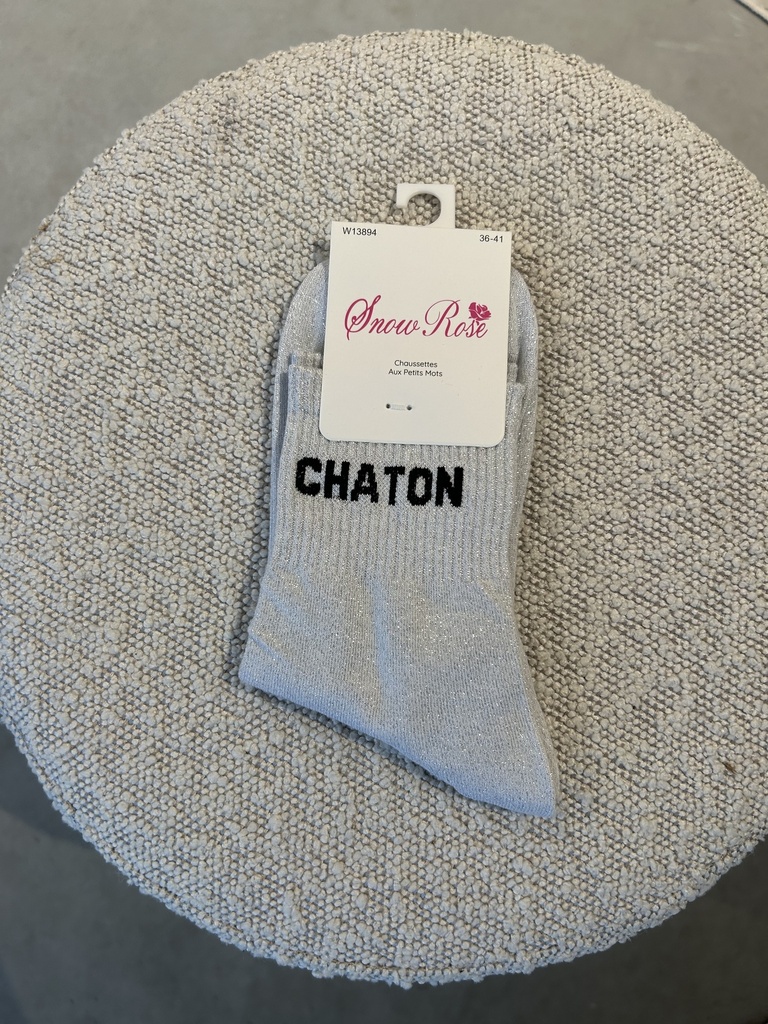 W13894 36-41
Snow Rose
Chaussettes
Aux Petits Mots
CHATON